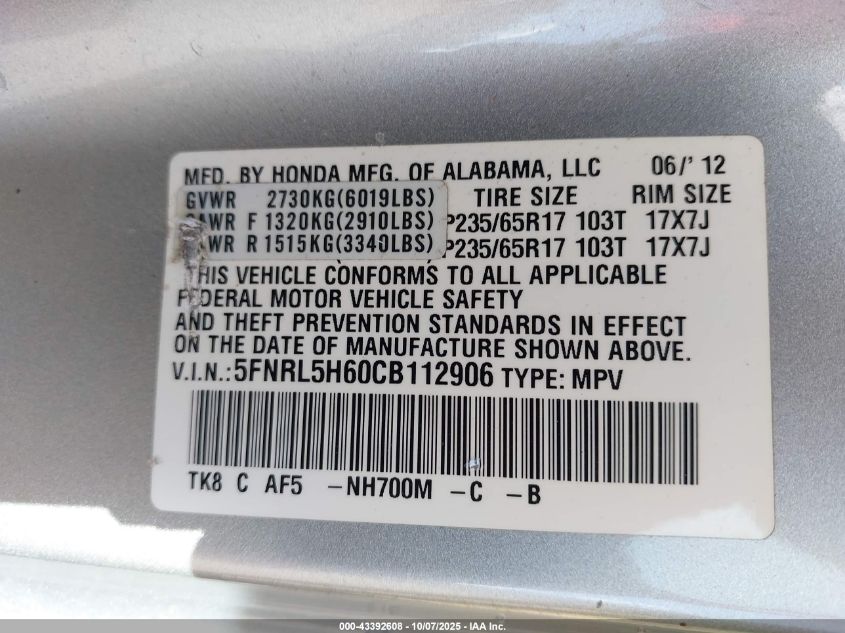 MFD. BY HONDA MFG. OF ALABAMA, LLC 06/' 12
GVWR 2730KG(6019LBS) TIRE SIZE RIM SIZE
GAWR F 1320KG(2910LBS) P235/65R17 103T 17X7J
GAWR R 1515KG(3340LBS) P235/65R17 103T 17X7J
THIS VEHICLE CONFORMS TO ALL APPLICABLE
FEDERAL MOTOR VEHICLE SAFETY
AND THEFT PREVENTION STANDARDS IN EFFECT
ON THE DATE OF MANUFACTURE SHOWN ABOVE.
V.I.N.:5FNRL5H60CB112906 TYPE: MPV
TK8 C AF5 -NH700M -C -B
000-43392608 - 10/07/2025 - IAA Inc.